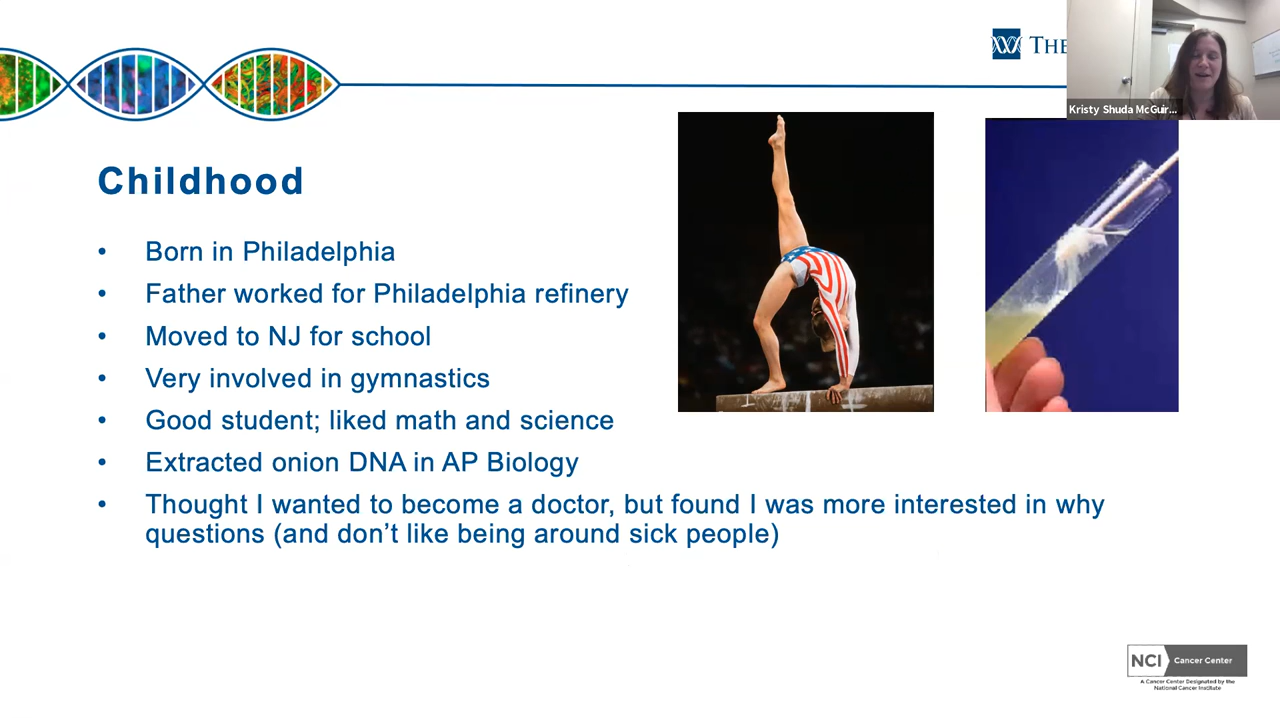 THE
Kristy Shuda McGuir...
Childhood
• Born in Philadelphia
• Father worked for Philadelphia refinery
• Moved to NJ for school
• Very involved in gymnastics
• Good student; liked math and science
• Extracted onion DNA in AP Biology
• Thought I wanted to become a doctor, but found I was more interested in why
questions (and don’t like being around sick people)
NCI Cancer Center
A Cancer Center Designated by the
National Cancer Institute